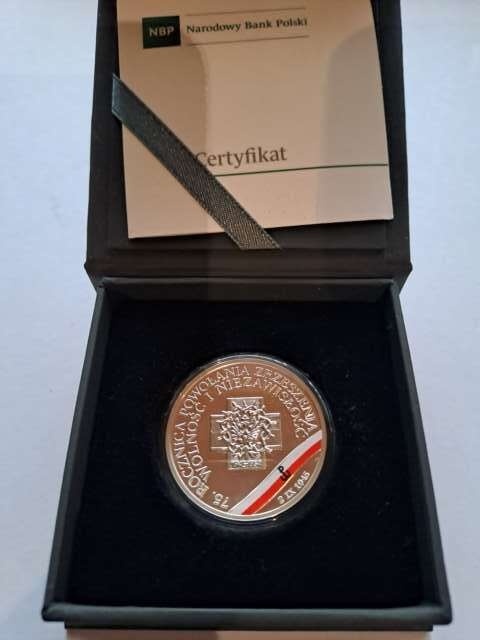 NBP Narodowy Bank Polski
Certyfikat
75. ROCZNICA POWOŁANIA ZRZESZENIA
WOLNOŚĆ I NIEZAWISŁOŚĆ
2 IX 1945